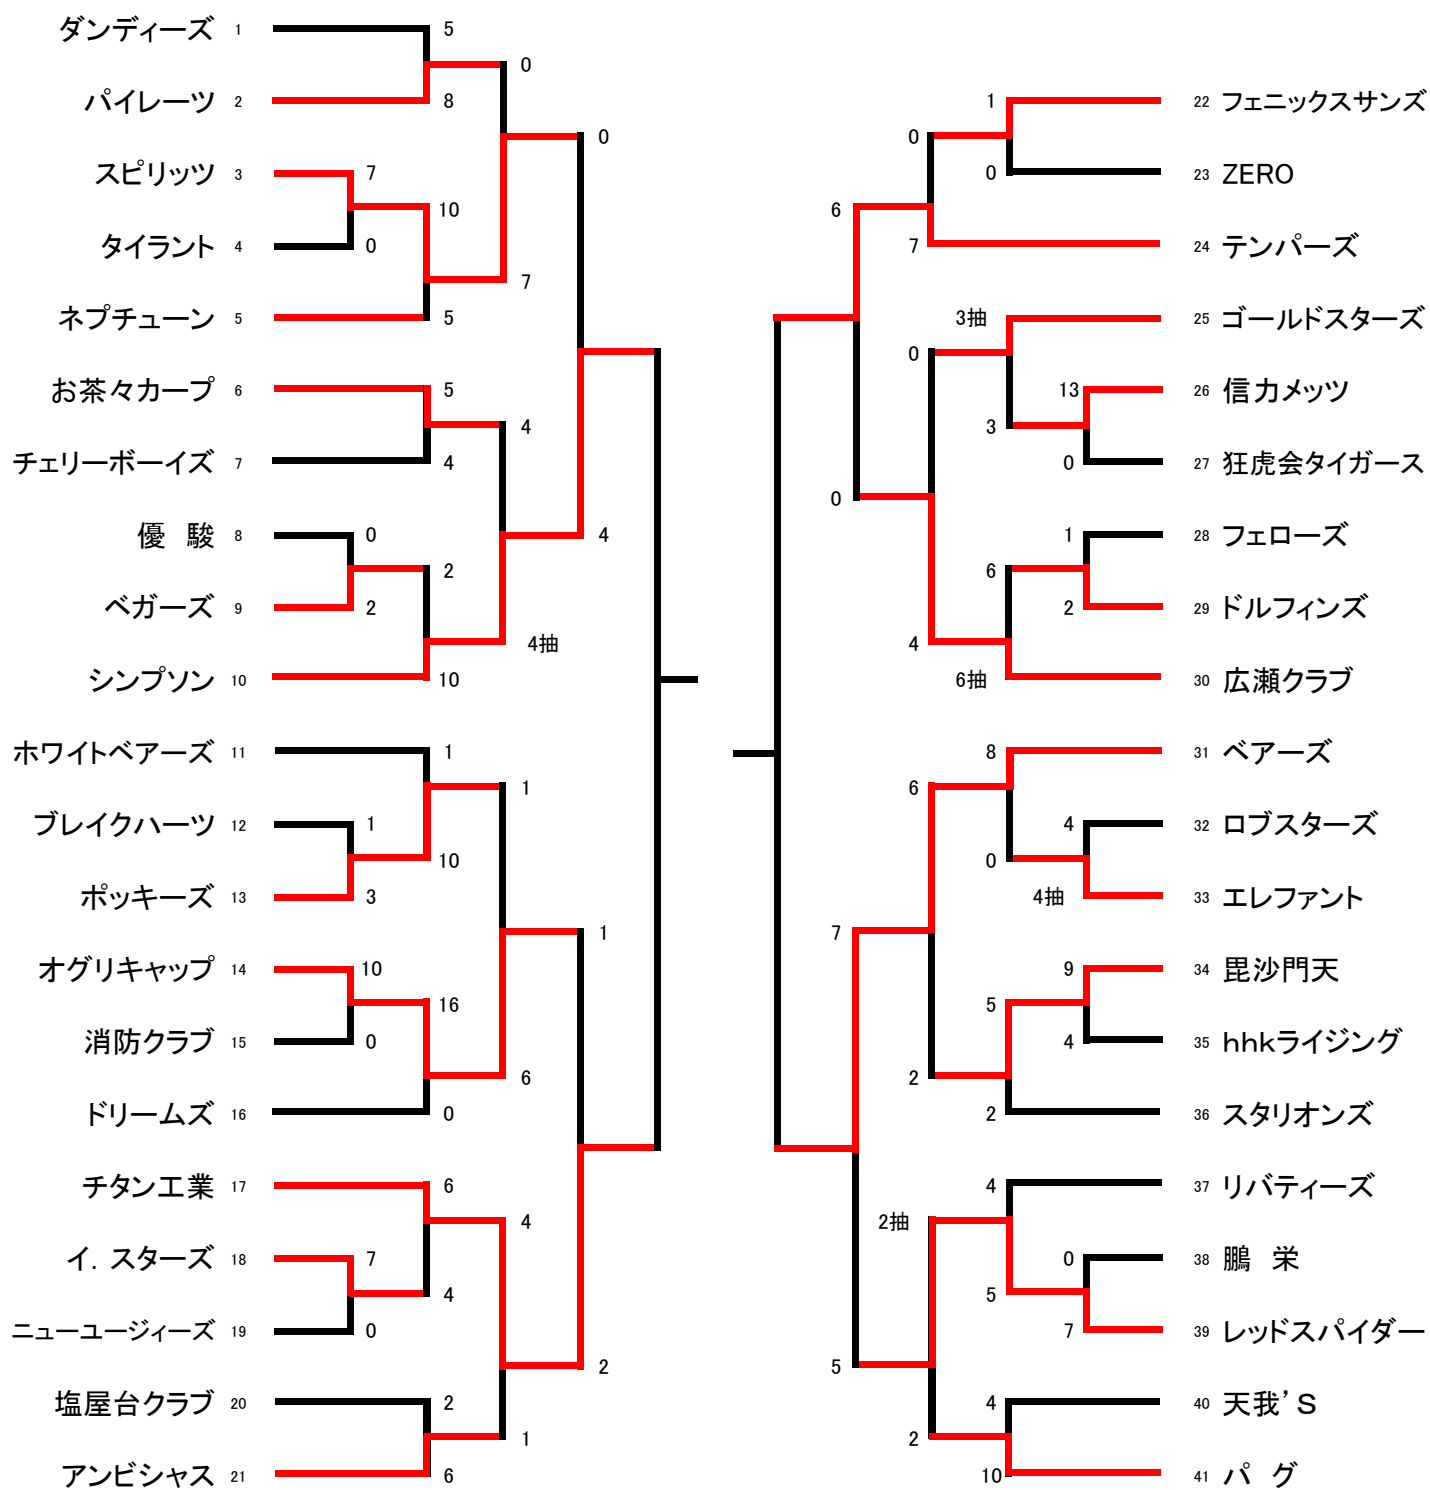 ダンディーズ 1 5
0
パイレーツ 2 8
0
スピリッツ 3 7
10
タイラント 4 0
7
ネプチューン 5 5
お茶々カープ 6 5
4
チェリーボーイズ 7 4
優　駿 8 0
4
2
ベガーズ 9 2
4抽
シンプソン 10 10
ホワイトベアーズ 11 1
1
ブレイクハーツ 12 1
10
ポッキーズ 13 3
1
オグリキャップ 14 10
16
消防クラブ 15 0
6
ドリームズ 16 0
チタン工業 17 6
4
イ．スターズ 18 7
4
ニューユージィーズ 19 0
2
塩屋台クラブ 20 2
1
アンビシャス 21 6
1 22 フェニックスサンズ
0
0 23 ZERO
6
7 24 テンパーズ
3抽 25 ゴールドスターズ
0
13 26 信力メッツ
3
0 27 狂虎会タイガース
0
1 28 フェローズ
6
2 29 ドルフィンズ
4
6抽 30 広瀬クラブ
8 31 ベアーズ
6
4 32 ロブスターズ
0
4抽 33 エレファント
7
9 34 毘沙門天
5
4 35 hhkライジング
2
2 36 スタリオンズ
4 37 リバティーズ
2抽
0 38 鵬　栄
5
7 39 レッドスパイダー
5
4 40 天我’S
2
10 41 パ　グ